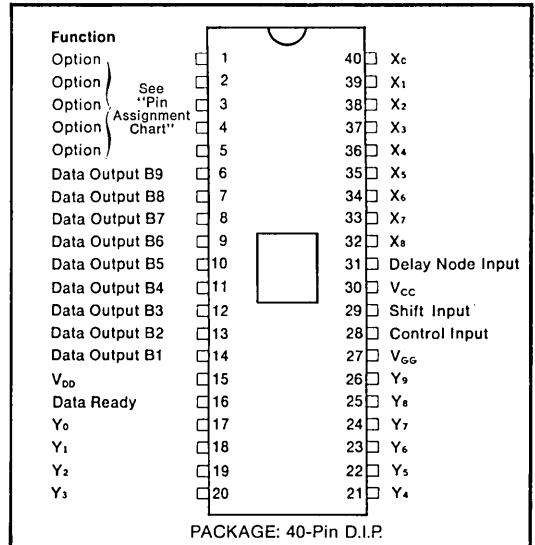 Function
Option 1 40 X₀
Option 2 39 X₁
Option 3 38 X₂
Option 4 37 X₃
Option 5 36 X₄
See
"Pin
Assignment
Chart"
Data Output B9 6 35 X₅
Data Output B8 7 34 X₆
Data Output B7 8 33 X₇
Data Output B6 9 32 X₈
Data Output B5 10 31 Delay Node Input
Data Output B4 11 30 VCC
Data Output B3 12 29 Shift Input
Data Output B2 13 28 Control Input
Data Output B1 14 27 VGG
VDD 15 26 Y₉
Data Ready 16 25 Y₈
Y₀ 17 24 Y₇
Y₁ 18 23 Y₆
Y₂ 19 22 Y₅
Y₃ 20 21 Y₄
PACKAGE: 40-Pin D.I.P.